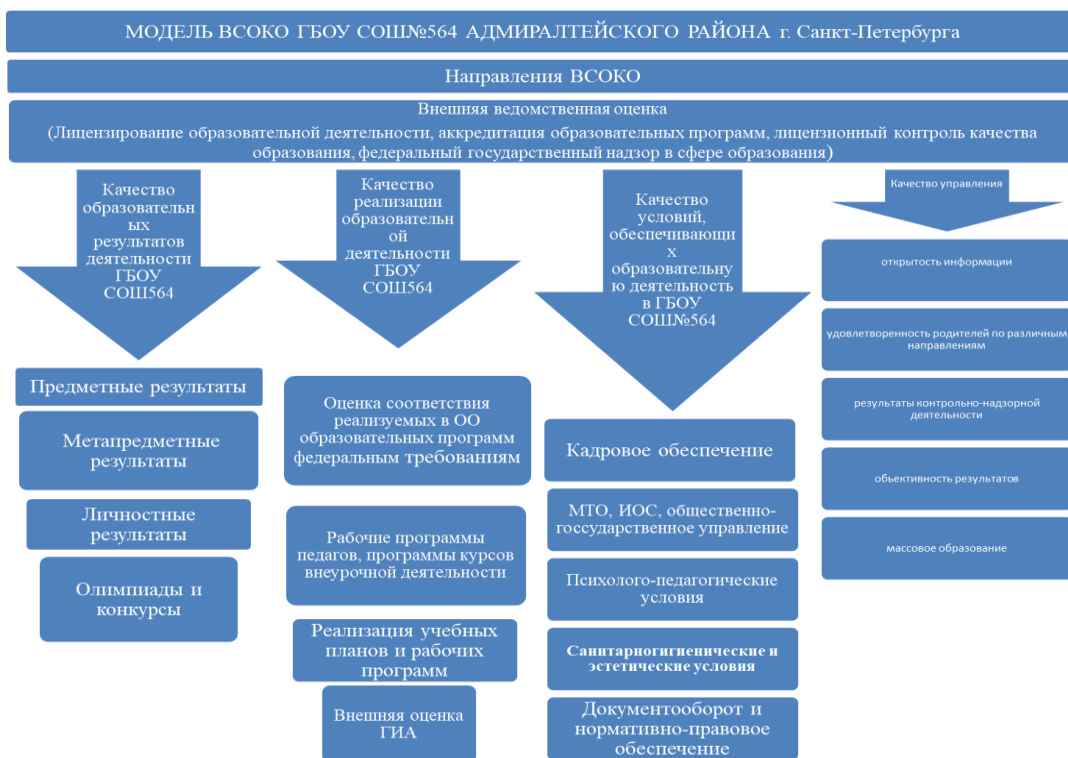 МОДЕЛЬ ВСОКО ГБОУ СОШ№564 АДМИРАЛТЕЙСКОГО РАЙОНА г. Санкт-Петербурга
Направления ВСОКО
Внешняя ведомственная оценка
(Лицензирование образовательной деятельности, аккредитация образовательных программ, лицензионный контроль качества
образования, федеральный государственный надзор в сфере образования)
Качество
образовательн
ых
результатов
деятельности
ГБОУ
СОШ564
Предметные результаты
Метапредметные
результаты
Личностные
результаты
Олимпиады и
конкурсы
Качество
реализации
образовательн
ой
деятельности
ГБОУ
СОШ564
Оценка соответствия
реализуемых в ОО
образовательных программ
федеральным требованиям
Рабочие программы
педагов, программы курсов
внеурочной деятельности
Реализация учебных
планов и рабочих
программ
Внешняя оценка
ГИА
Качество
условий,
обеспечивающи
х
образовательну
ю деятельность
в ГБОУ
СОШ№564
Кадровое обеспечение
МТО, ИОС, общественно-
госсударственное управление
Психолого-педагогические
условия
Санитарногигиенические и
эстетические условия
Документооборот и
нормативно-правовое
обеспечение
Качество управления
открытость информации
удовлетворенность родителей по различным
направлениям
результаты контрольно-надзорной
деятельности
объективность результатов
массовое образование